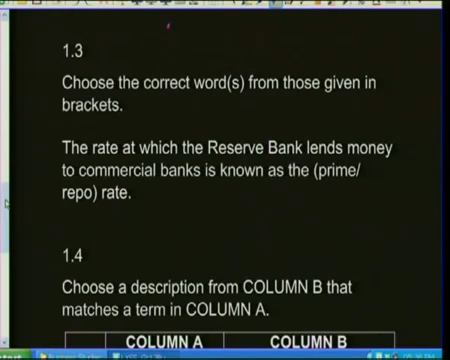 1.3
Choose the correct word(s) from those given in
brackets.
The rate at which the Reserve Bank lends money
to commercial banks is known as the (prime/
repo) rate.
1.4
Choose a description from COLUMN B that
matches a term in COLUMN A.
COLUMN A COLUMN B